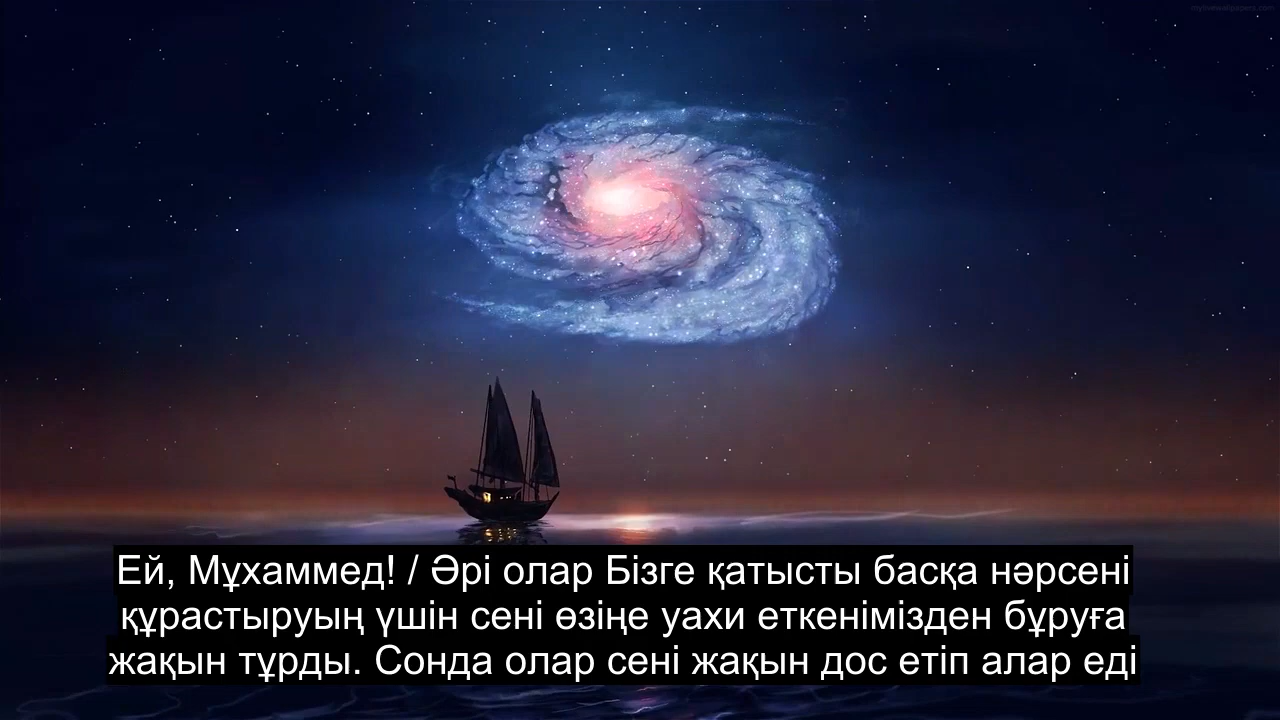 Ей, Мұхаммед! / Әрі олар Бізге қатысты басқа нәрсені
құрастыруың үшін сені өзіңе уахи еткенімізден бұруға
жақын тұрды. Сонда олар сені жақын дос етіп алар еді